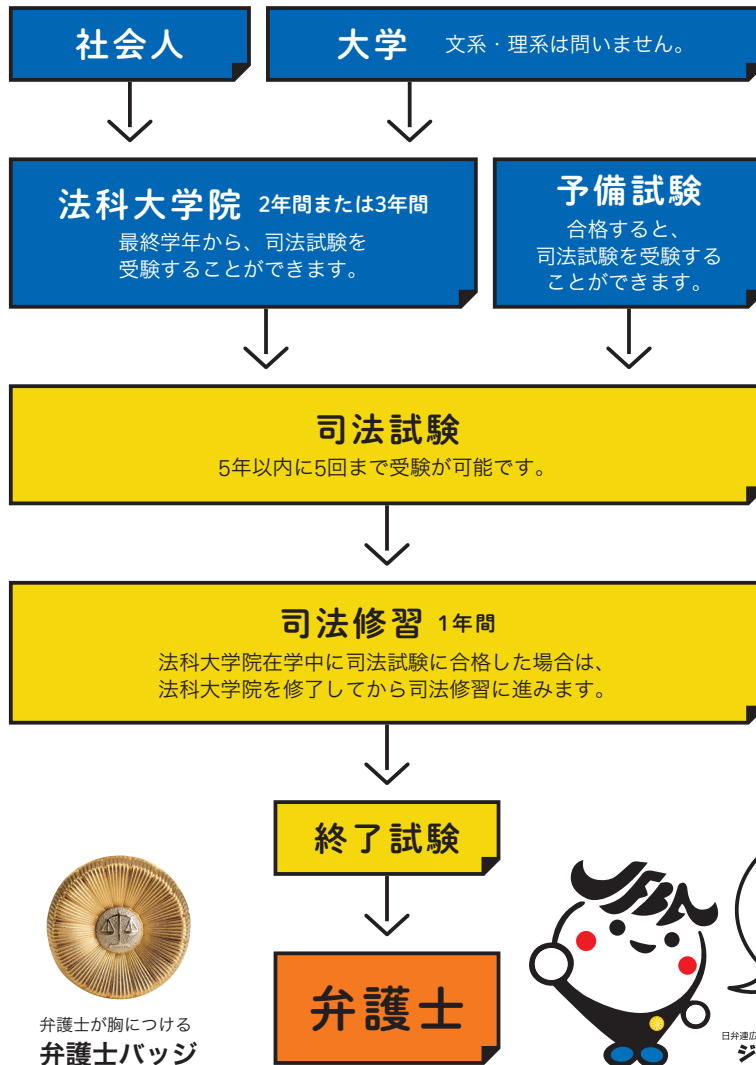 社会人
大学 文系・理系は問いません。
法科大学院 2年間または3年間
最終学年から、司法試験を
受験することができます。
予備試験
合格すると、
司法試験を受験する
ことができます。
司法試験
5年以内に5回まで受験が可能です。
司法修習 1年間
法科大学院在学中に司法試験に合格した場合は、
法科大学院を修了してから司法修習に進みます。
終了試験
弁護士
弁護士が胸につける
弁護士バッジ
JFBA
日弁連広
ジ